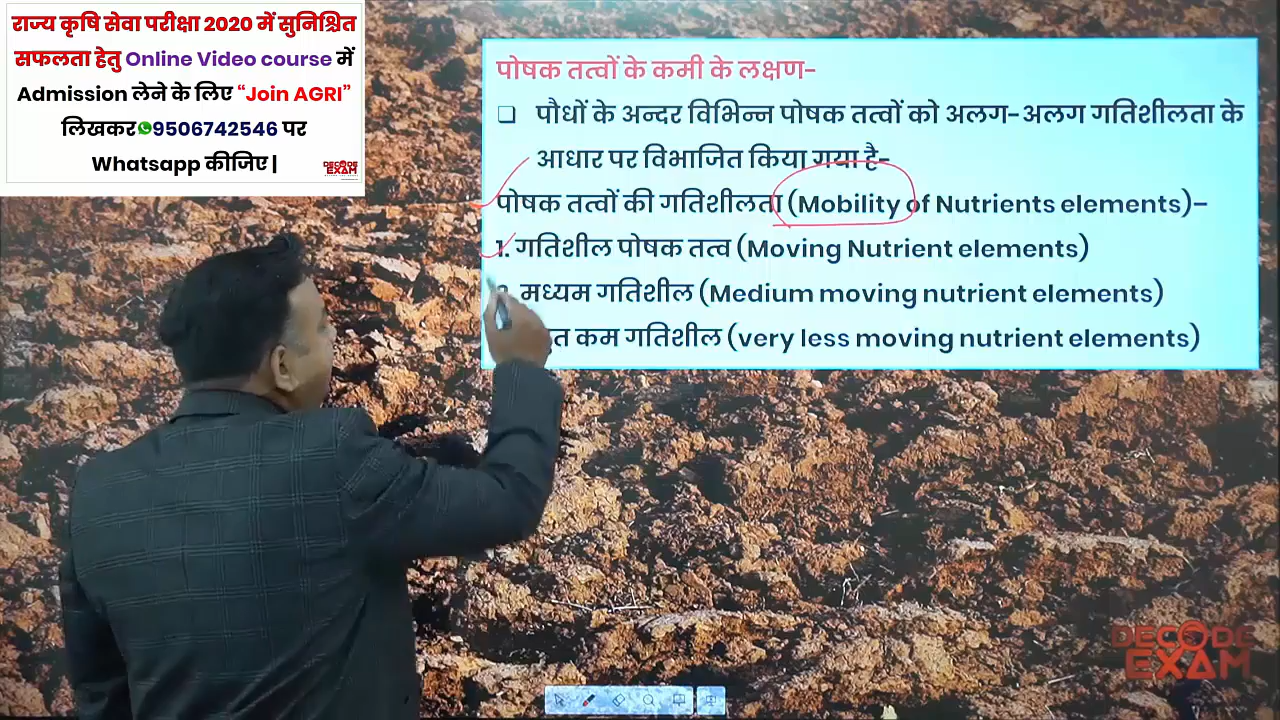 राज्य कृषि सेवा परीक्षा 2020 में सुनिश्चित
सफलता हेतु Online Video course में
Admission लेने के लिए “Join AGRI”
लिखकर 9506742546 पर
Whatsapp कीजिए |
DECODE EXAM
पोषक तत्वों के कमी के लक्षण-
❑ पौधों के अन्दर विभिन्न पोषक तत्वों को अलग-अलग गतिशीलता के
आधार पर विभाजित किया गया है-
पोषक तत्वों की गतिशीलता (Mobility of Nutrients elements)–
1. गतिशील पोषक तत्व (Moving Nutrient elements)
मध्यम गतिशील (Medium moving nutrient elements)
कम गतिशील (very less moving nutrient elements)
DECODE
EXAM